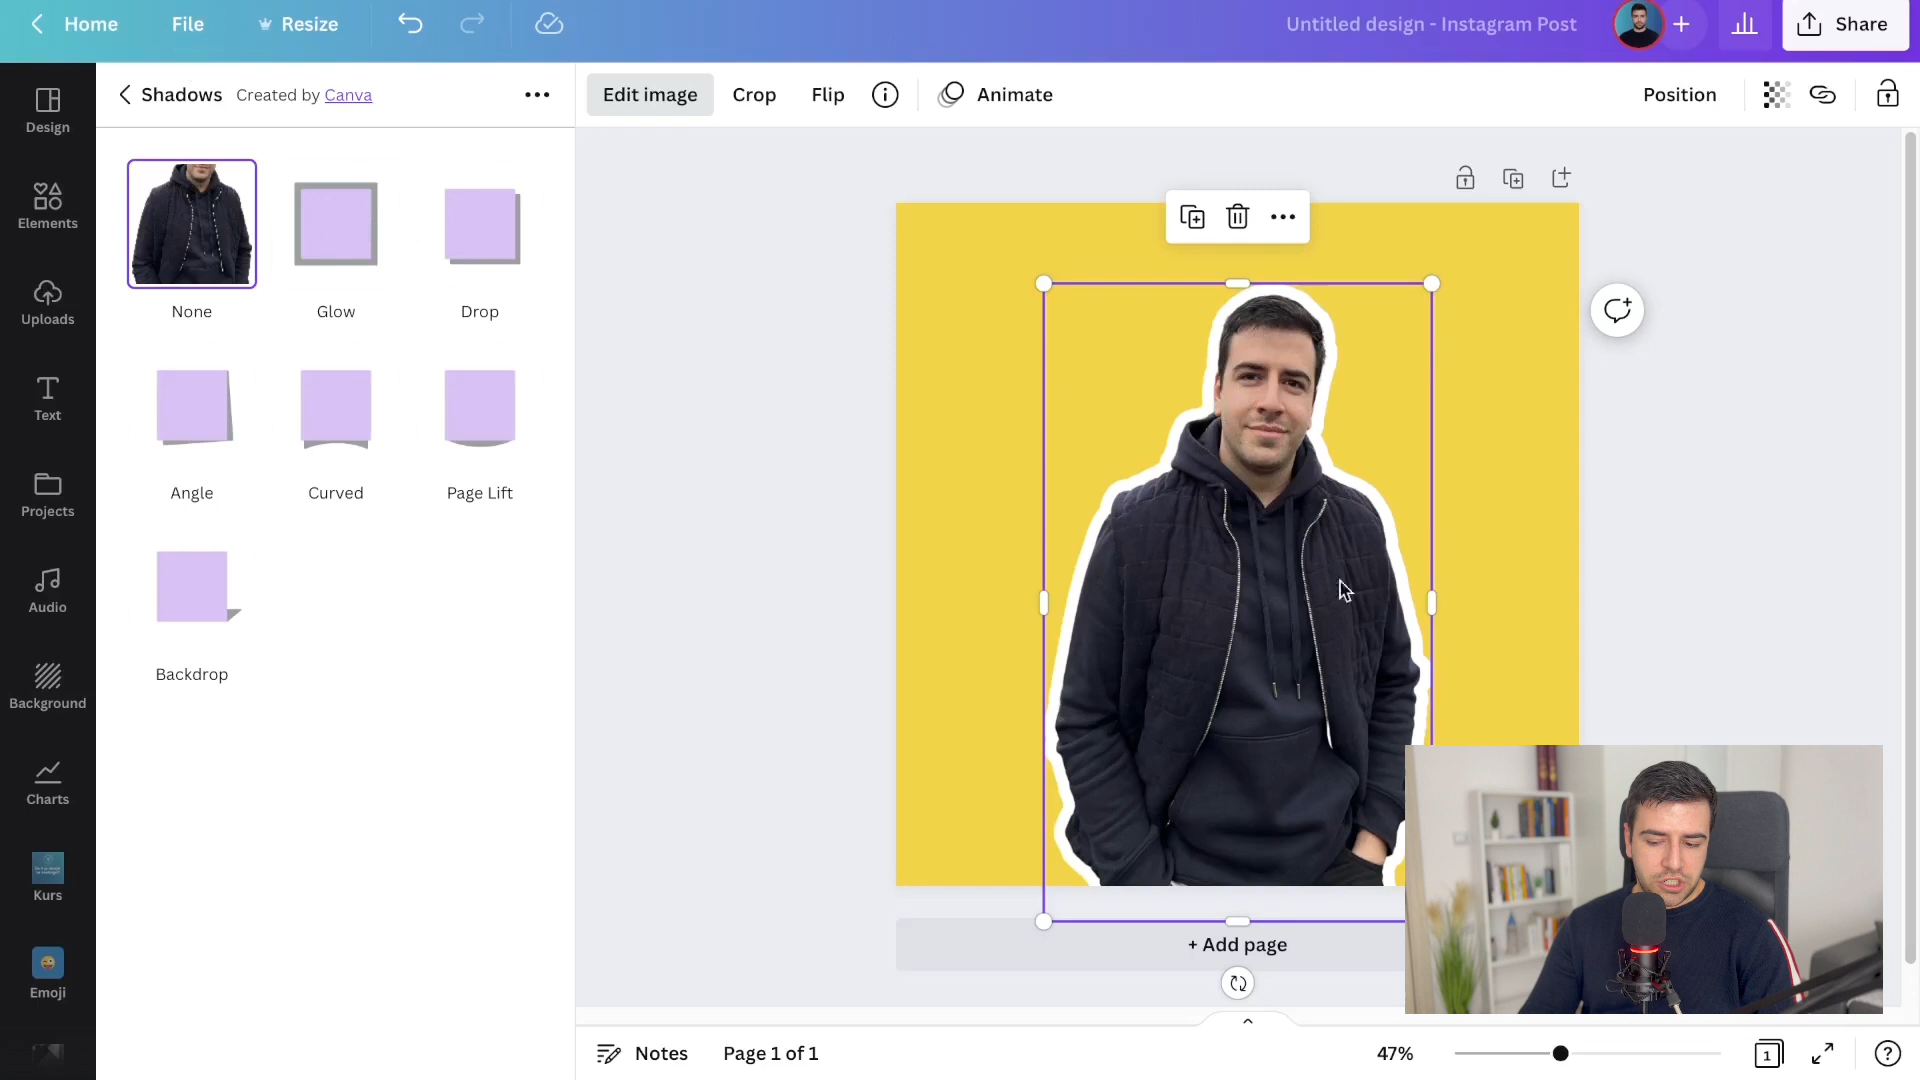 Home
File
Resize
Untitled design - Instagram Post
Share
Shadows
Created by Canva
Edit image
Crop
Flip
Animate
Position
Design
Elements
Uploads
Text
Projects
Audio
Background
Charts
Kurs
Emoji
None
Glow
Drop
Angle
Curved
Page Lift
Backdrop
+ Add page
Notes
Page 1 of 1
47%
1